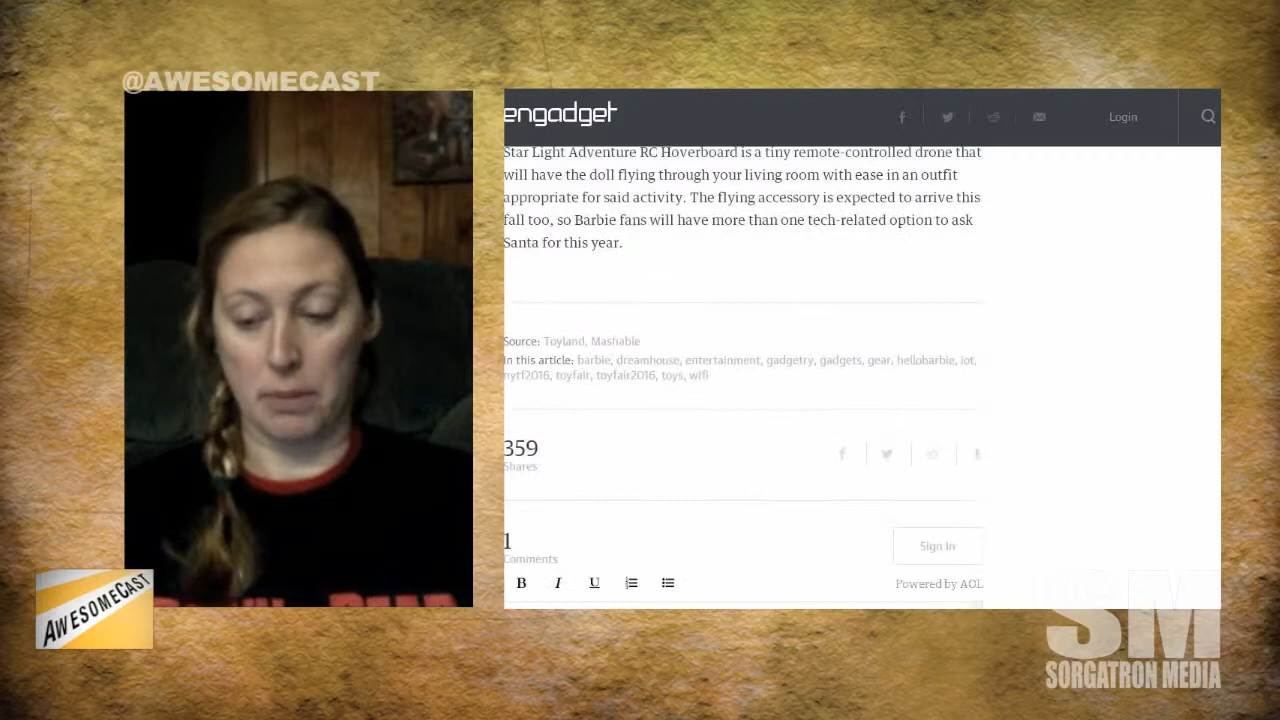 @AWESOMECAST
engadget
Login
Star Light Adventure RC Hoverboard is a tiny remote-controlled drone that
will have the doll flying through your living room with ease in an outfit
appropriate for said activity. The flying accessory is expected to arrive this
fall too, so Barbie fans will have more than one tech-related option to ask
Santa for this year.
Source: Toyland, Mashable
In this article: barbie, dreamhouse, entertainment, gadgetry, gadgets, gear, hellobarbie, iot,
nytf2016, toyfair, toyfair2016, toys, wifi
359
Shares
1
Comments
Sign In
B I U
Powered by AOL
AWESOMECAST
SM
SORGATRON MEDIA